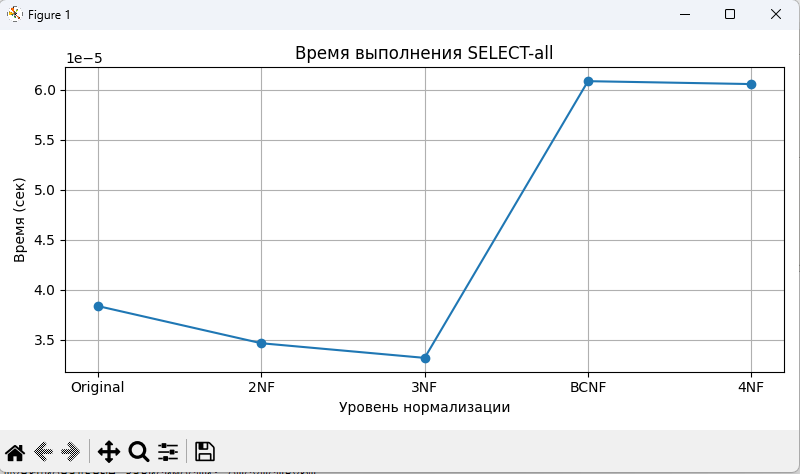 Figure 1
Время выполнения SELECT-all
1e−5
6.0
5.5
5.0
4.5
4.0
3.5
Время (сек)
Original 2NF 3NF BCNF 4NF
Уровень нормализации